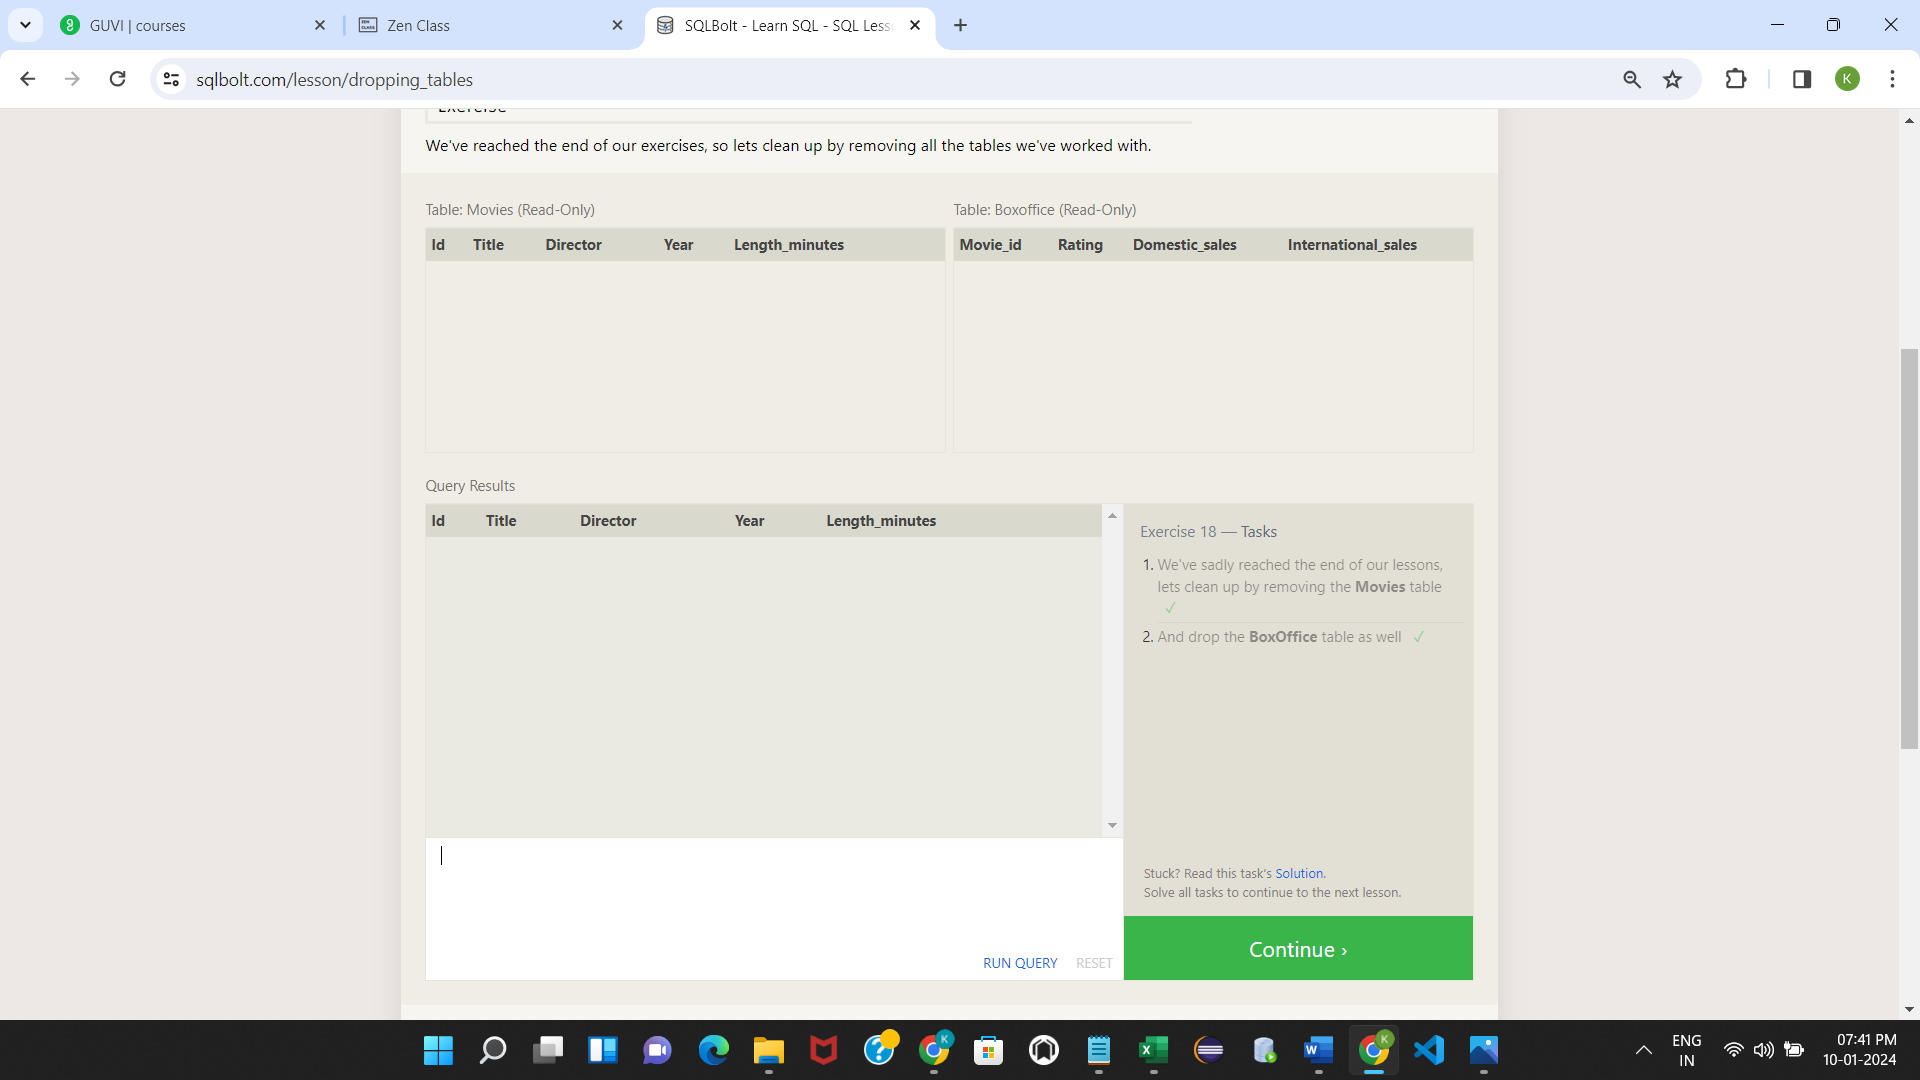 GUVI | courses
Zen Class
SQLBolt - Learn SQL - SQL Less
sqlbolt.com/lesson/dropping_tables
K
Exercise
We've reached the end of our exercises, so lets clean up by removing all the tables we've worked with.
Table: Movies (Read-Only)
Id Title Director Year Length_minutes
Table: Boxoffice (Read-Only)
Movie_id Rating Domestic_sales International_sales
Query Results
Id Title Director Year Length_minutes
RUN QUERY RESET
Exercise 18 — Tasks
1. We've sadly reached the end of our lessons,
lets clean up by removing the Movies table
✓
2. And drop the BoxOffice table as well ✓
Stuck? Read this task's Solution.
Solve all tasks to continue to the next lesson.
Continue ›
ENG
IN
07:41 PM
10-01-2024